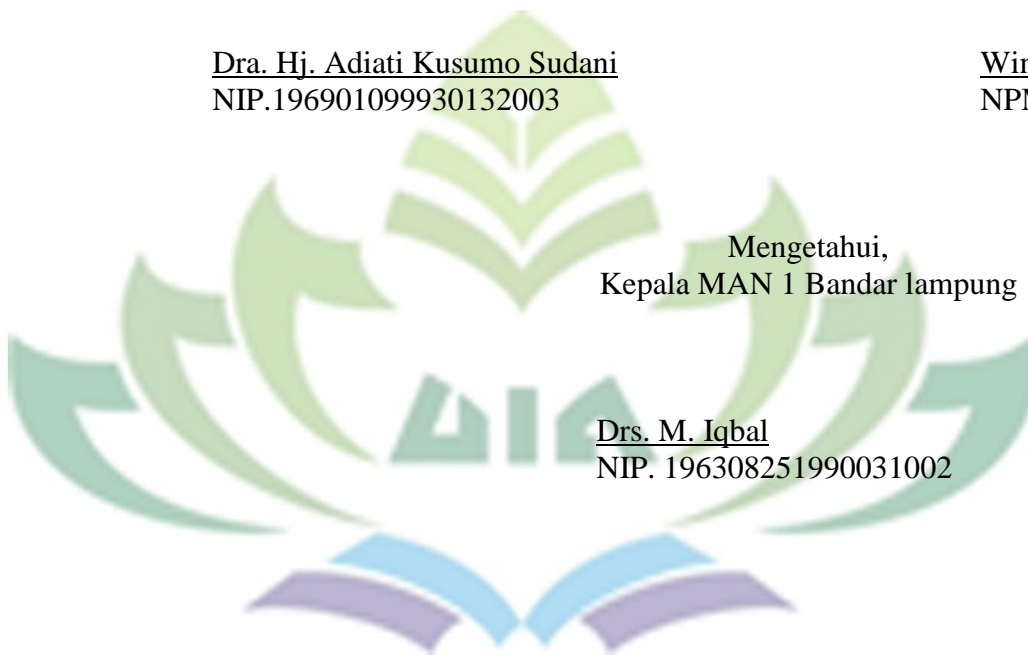 Dra. Hj. Adiati Kusumo Sudani
NIP.196901099930132003
Mengetahui,
Kepala MAN 1 Bandar lampung
Drs. M. Iqbal
NIP. 196308251990031002